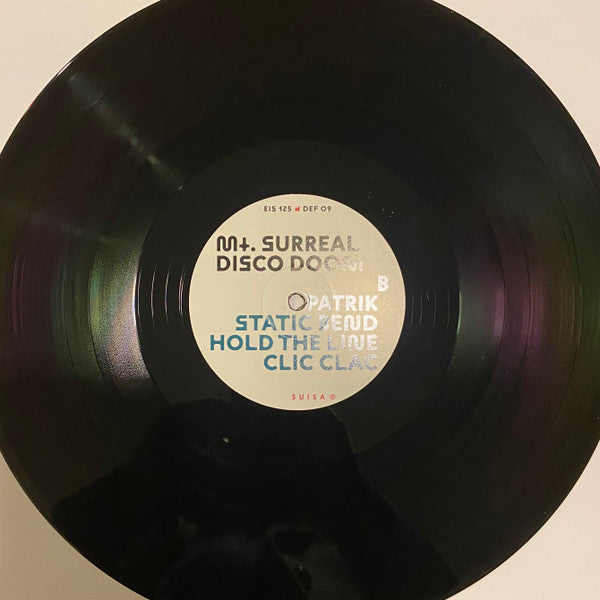 EIS 125 DEF 09
Mt. SURREAL
DISCO DOOM
B
PATRIK
STATIC BEND
HOLD THE LINE
CLIC CLAC
SUISA ®